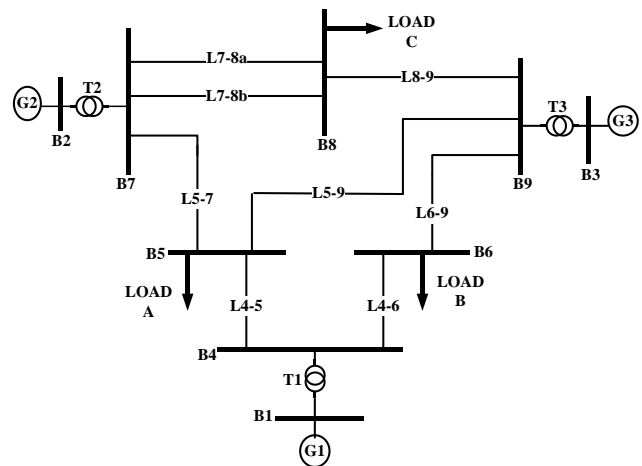 LOAD
C
L7-8a
L8-9
T2
G2
L7-8b
T3
G3
B2
B8
B3
B7
B9
L5-7
L5-9
L6-9
B5
B6
LOAD
A
LOAD
B
L4-5
L4-6
B4
T1
B1
G1